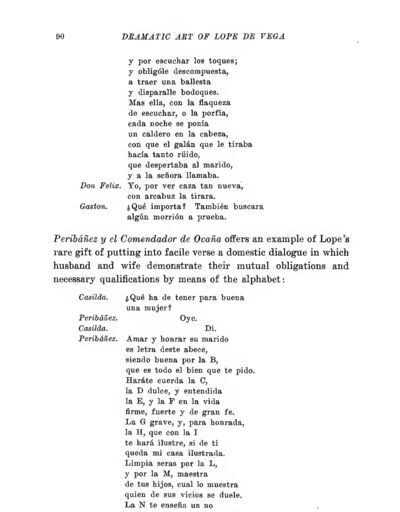 90 DRAMATIC ART OF LOPE DE VEGA
y por escuchar los toques;
y obligóle descompuesta,
a traer una ballesta
y disparalle bodoques.
Mas ella, con la flaqueza
de escuchar, o la porfía,
cada noche se ponía
un caldero en la cabeza,
con que el galán que le tiraba
hacía tanto rüido,
que despertaba al marido,
y a la señora llamaba.
Don Felix. Yo, por ver caza tan nueva,
con arcabuz la tirara.
Gaston. ¿Qué importa? También buscara
algún morrión a prueba.
Peribáñez y el Comendador de Ocaña offers an example of Lope's
rare gift of putting into facile verse a domestic dialogue in which
husband and wife demonstrate their mutual obligations and
necessary qualifications by means of the alphabet:
Casilda. ¿Qué ha de tener para buena
una mujer?
Peribáñez. Oye.
Casilda. Di.
Peribáñez. Amar y honrar su marido
es letra deste abece,
siendo buena por la B,
que es todo el bien que te pido.
Haráte cuerda la C,
la D dulce, y entendida
la E, y la F en la vida
firme, fuerte y de gran fe.
La G grave, y, para honrada,
la H, que con la I
te hará ilustre, si de ti
queda mi casa ilustrada.
Limpia seras por la L,
y por la M, maestra
de tus hijos, cual lo muestra
quien de sus vicios se duele.
La N te enseña un no